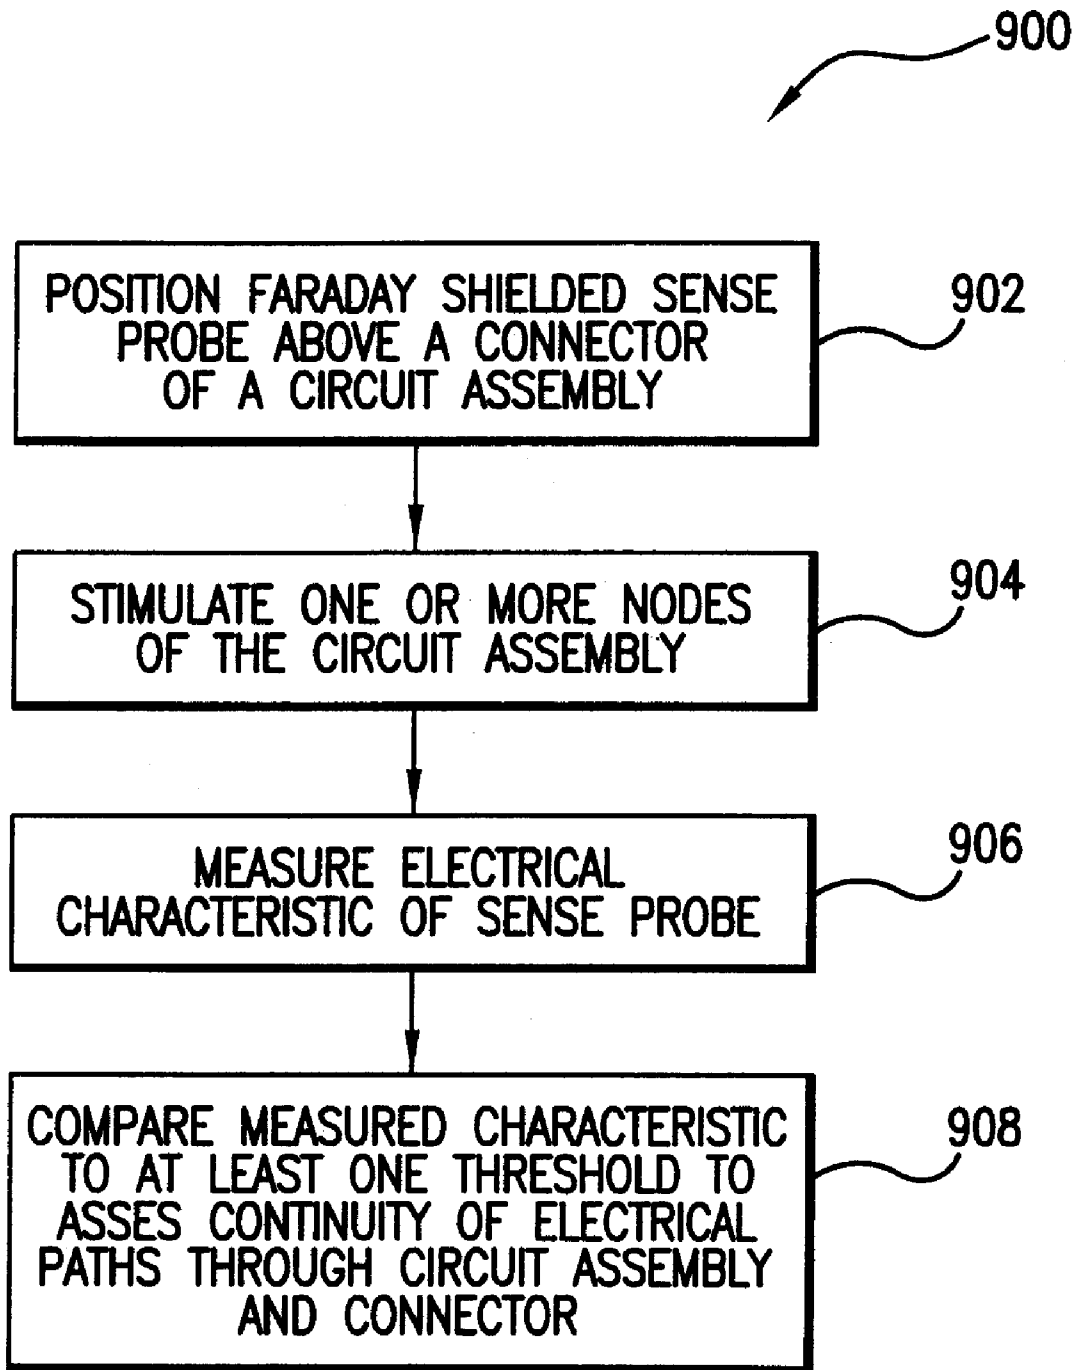 900
POSITION FARADAY SHIELDED SENSE
PROBE ABOVE A CONNECTOR
OF A CIRCUIT ASSEMBLY
902
STIMULATE ONE OR MORE NODES
OF THE CIRCUIT ASSEMBLY
904
MEASURE ELECTRICAL
CHARACTERISTIC OF SENSE PROBE
906
COMPARE MEASURED CHARACTERISTIC
TO AT LEAST ONE THRESHOLD TO
ASSES CONTINUITY OF ELECTRICAL
PATHS THROUGH CIRCUIT ASSEMBLY
AND CONNECTOR
908